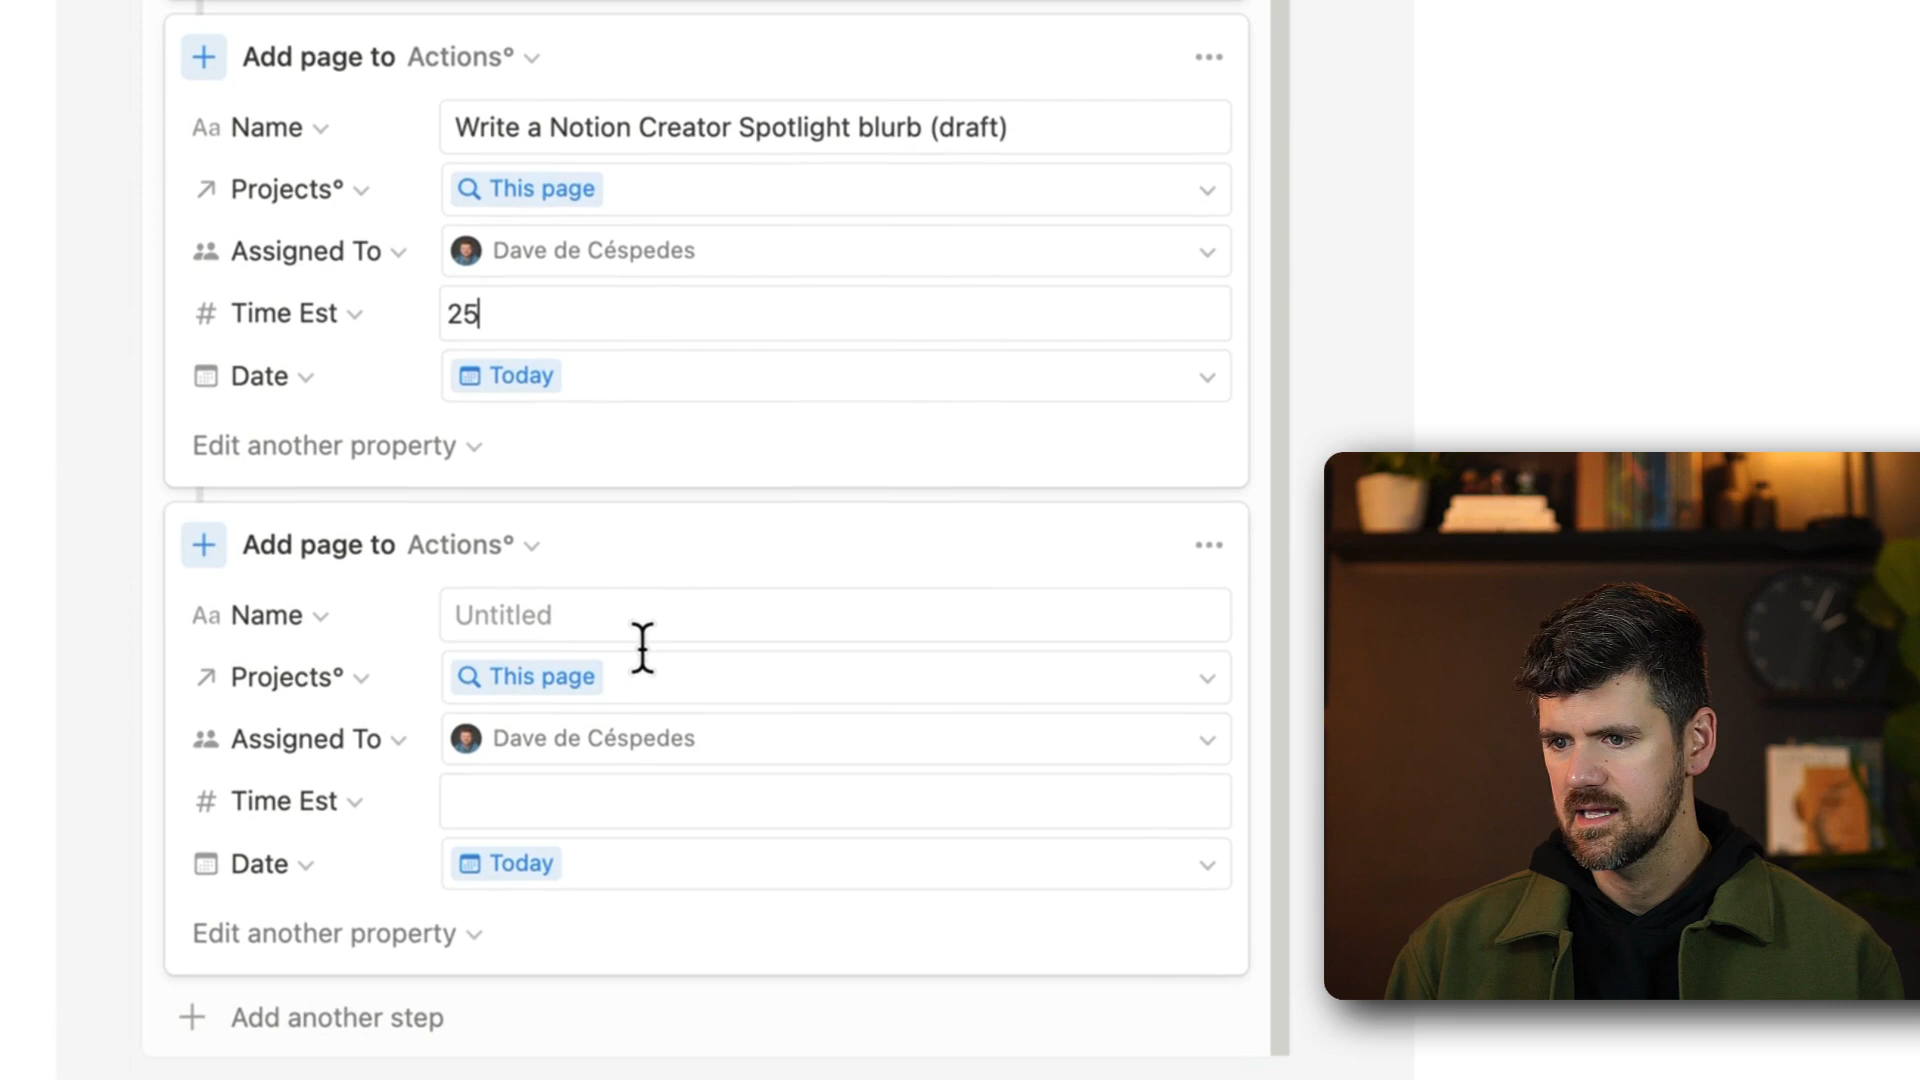 Add page to Actions°
Aa Name Write a Notion Creator Spotlight blurb (draft)
Projects° This page
Assigned To Dave de Céspedes
# Time Est 25
Date Today
Edit another property
Add page to Actions°
Aa Name Untitled
Projects° This page
Assigned To Dave de Céspedes
# Time Est
Date Today
Edit another property
+ Add another step